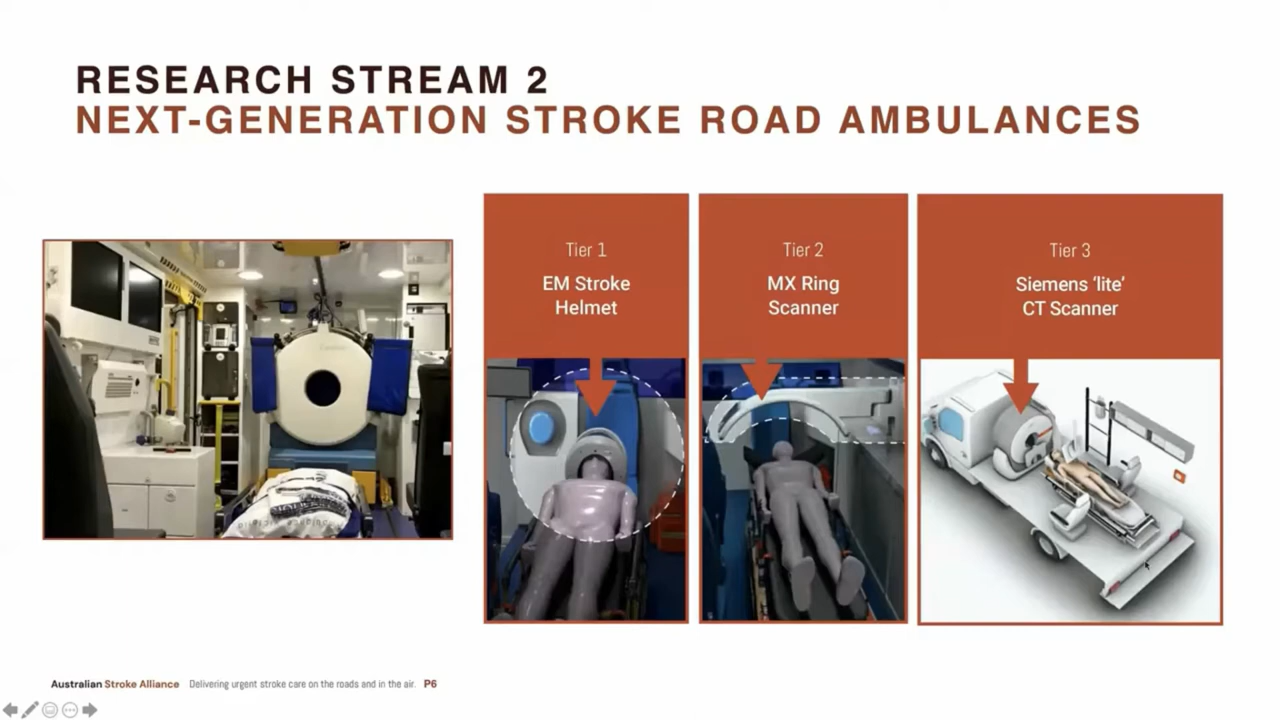 RESEARCH STREAM 2
NEXT-GENERATION STROKE ROAD AMBULANCES
Tier 1
EM Stroke
Helmet
Tier 2
MX Ring
Scanner
Tier 3
Siemens ‘lite’
CT Scanner
Australian Stroke Alliance Delivering urgent stroke care on the roads and in the air. P6